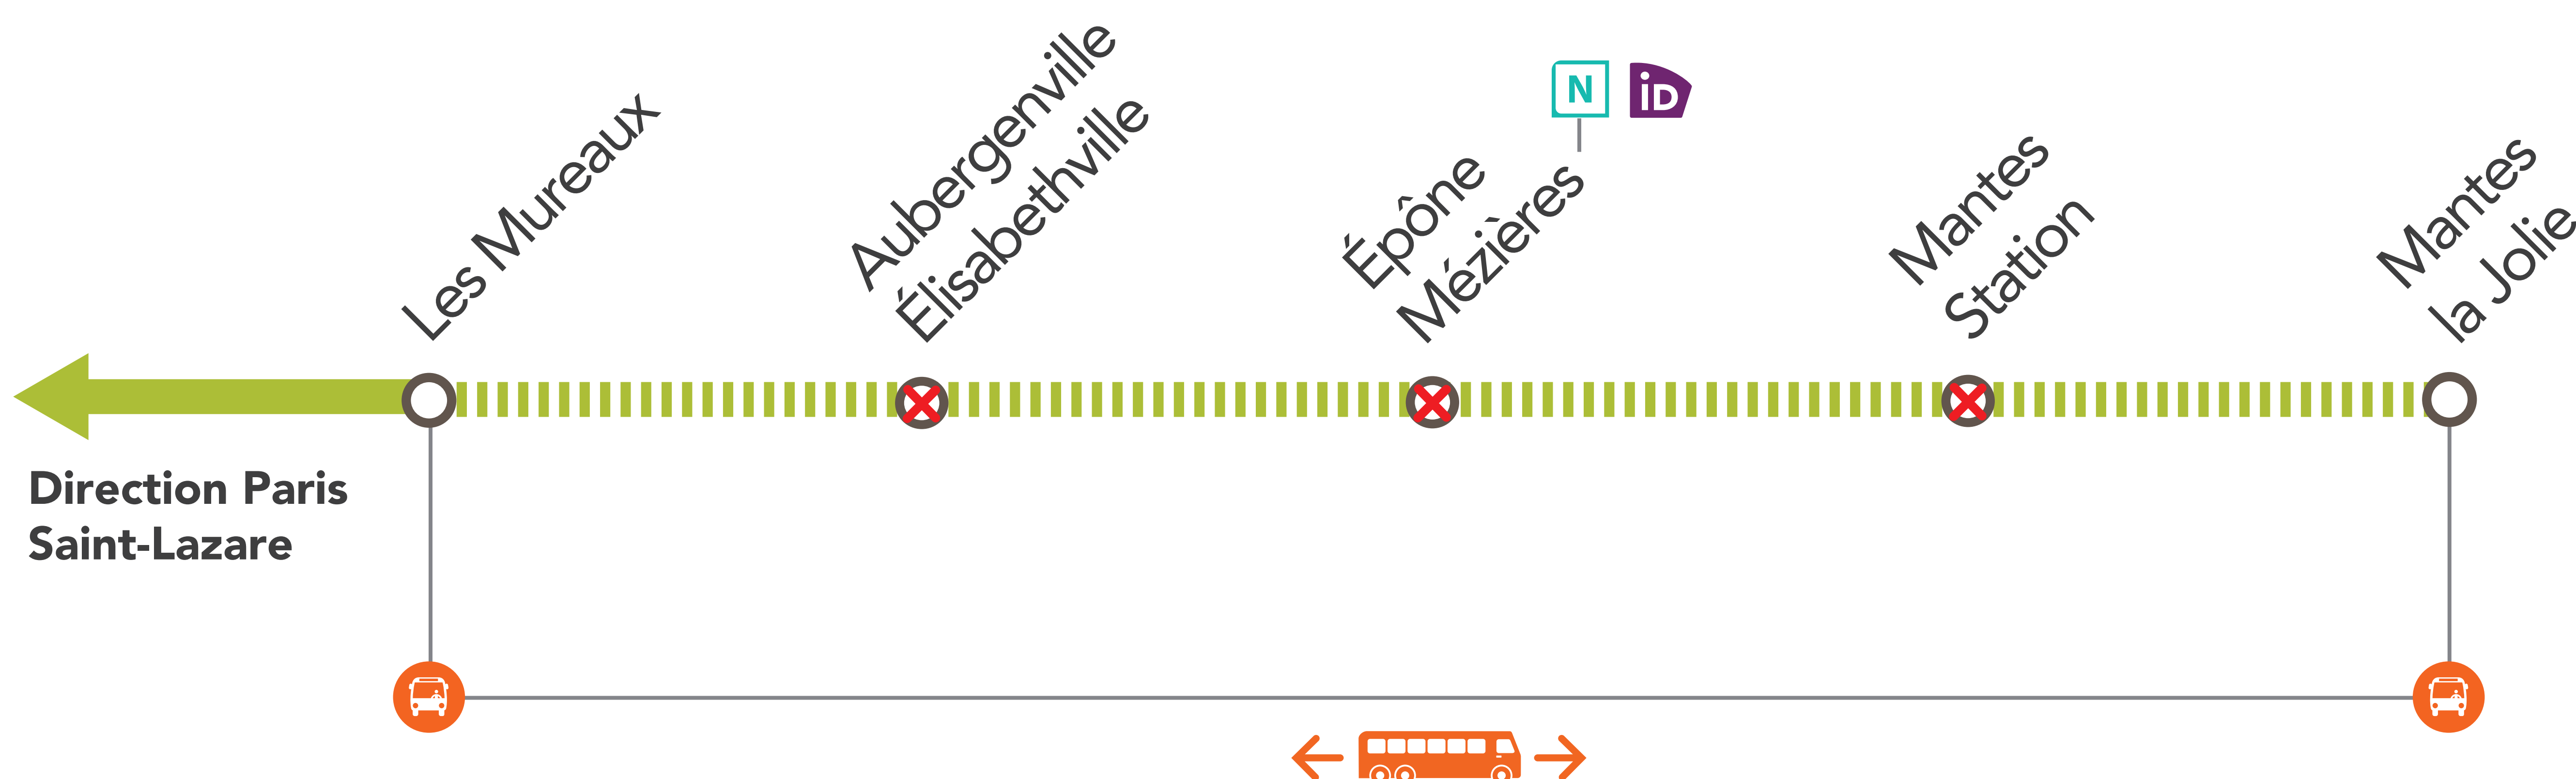 Les Mureaux
Aubergenville
Élisabethville
Épône
Mézières
N
iD
Mantes
Station
Mantes
la Jolie
Direction Paris
Saint-Lazare